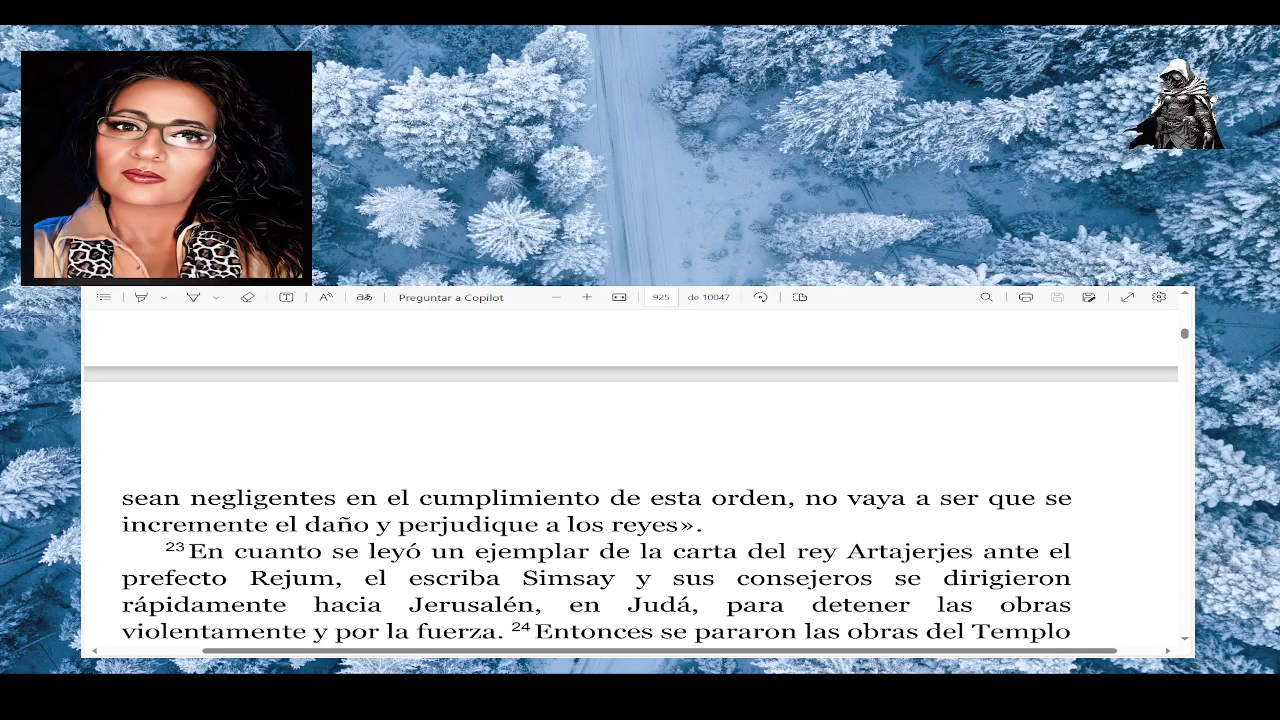 Preguntar a Copilot
925 de 10047
sean negligentes en el cumplimiento de esta orden, no vaya a ser que se
incremente el daño y perjudique a los reyes».
23 En cuanto se leyó un ejemplar de la carta del rey Artajerjes ante el
prefecto Rejum, el escriba Simsay y sus consejeros se dirigieron
rápidamente hacia Jerusalén, en Judá, para detener las obras
violentamente y por la fuerza. 24 Entonces se pararon las obras del Templo